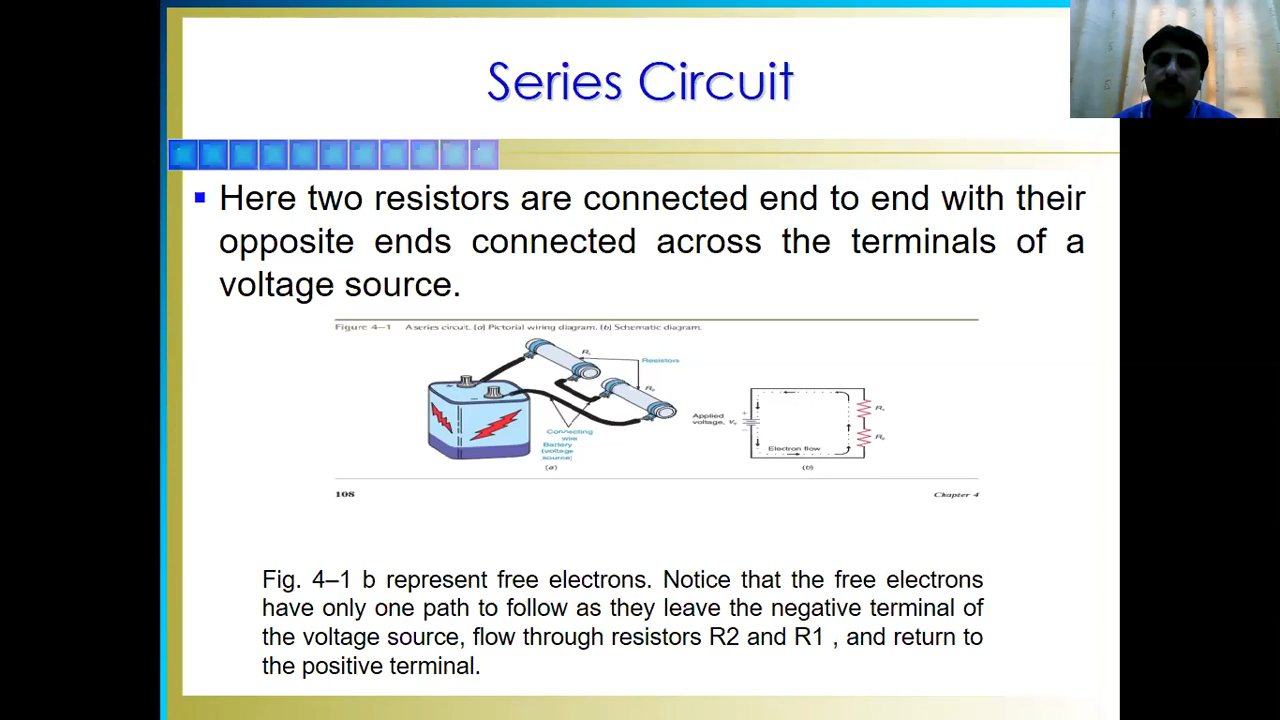 Series Circuit
Here two resistors are connected end to end with their
opposite ends connected across the terminals of a
voltage source.
Figure 4–1 A series circuit. (a) Pictorial wiring diagram. (b) Schematic diagram.
R₁
Resistors
R₂
Connecting
wire
Battery
(voltage
source)
(a)
Applied
voltage, V
+
−
R₁
R₂
Electron flow
(b)
108
Chapter 4
Fig. 4–1 b represent free electrons. Notice that the free electrons
have only one path to follow as they leave the negative terminal of
the voltage source, flow through resistors R2 and R1 , and return to
the positive terminal.